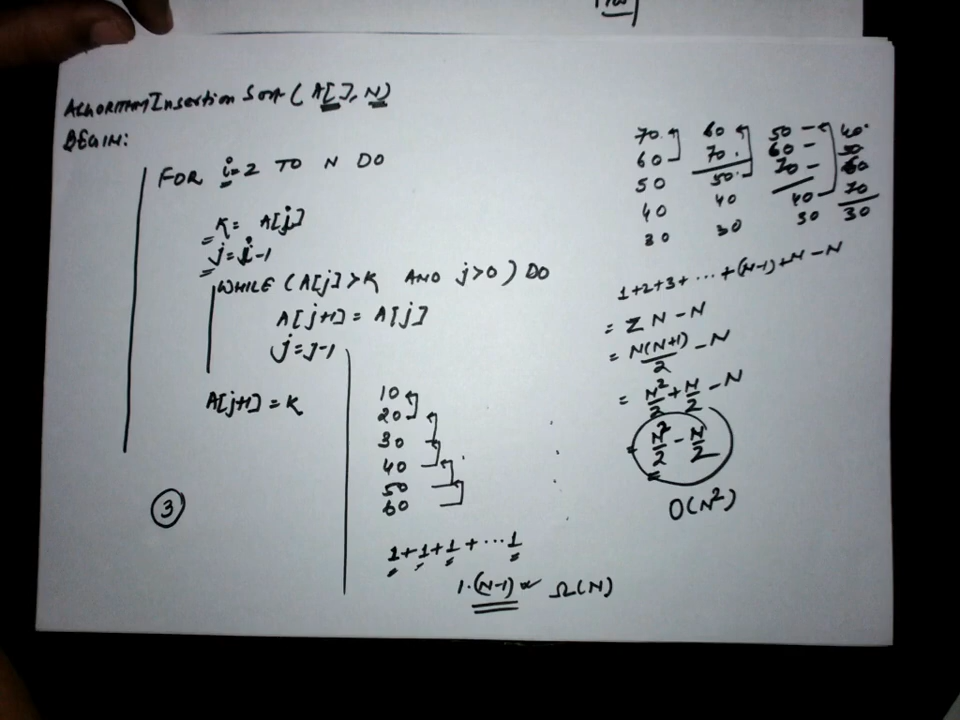 ALGORITHM Insertion Sort (A[], N)
BEGIN:
FOR i=2 TO N DO
K= A[j]
j=i-1
WHILE (A[j]>K AND j>0) DO
A[j+1] = A[j]
j=j-1
A[j+1]=K
3
10
20
30
40
50
60
1+1+1+...1
1.(N-1) Ω(N)
70 60 50 40
60 70 60 50
50 50 70 60
40 40 40 70
30 30 30 30
1+2+3+...+(N-1)+N-N
= Σ N-N
= N(N+1)/2 - N
= N²/2 + N/2 - N
= N²/2 - N/2
O(N²)